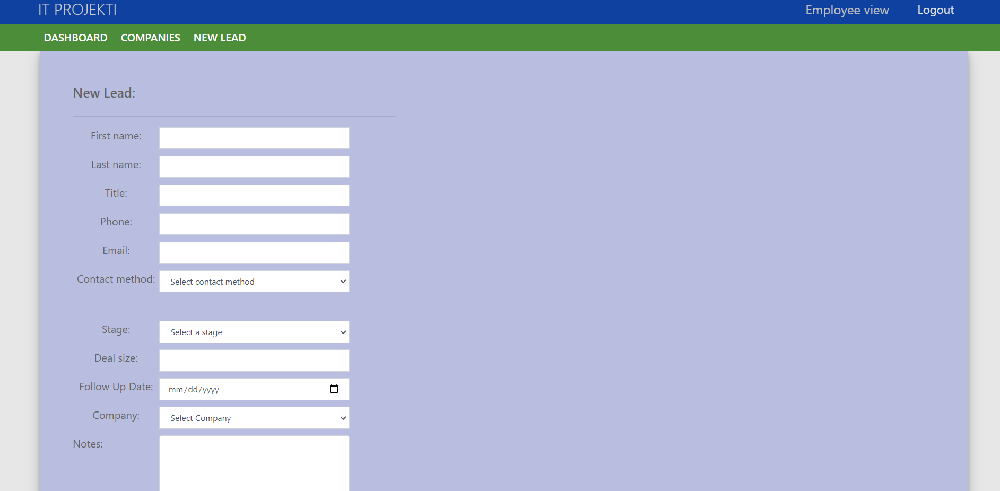 IT PROJEKTI
Employee view
Logout
DASHBOARD COMPANIES NEW LEAD
New Lead:
First name:
Last name:
Title:
Phone:
Email:
Contact method: Select contact method
Stage: Select a stage
Deal size:
Follow Up Date: mm/dd/yyyy
Company: Select Company
Notes: